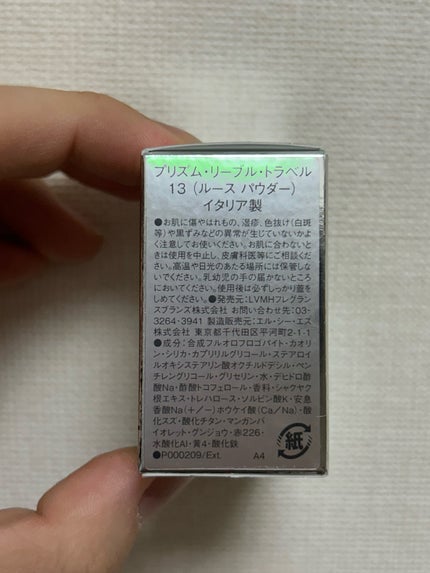 プリズム・リーブル・トラベル
13 (ルース パウダー)
イタリア製
●お肌に傷やはれもの、湿疹、色抜け(白斑
等)や黒ずみなどの異常が生じていないかよ
く注意してお使いください。お肌に合わないと
きは使用を中止し、皮膚科医等にご相談くだ
さい。高温や日光のあたる場所には保管しな
いでください。乳幼児の手の届かないところ
においてください。使用後は必ずしっかり蓋を
しめてください。●発売元:LVMHフレグラン
スブランズ株式会社 お問い合わせ先:03-
3264-3941 製造販売元:エル・シー・エス
株式会社 東京都千代田区平河町2-1-1
●成分:合成フルオロフロゴパイト・カオリ
ン・シリカ・カプリリルグリコール・ステアロイ
ルオキシステアリン酸オクチルドデシル・ペン
チレングリコール・グリセリン・水・デヒドロ酢
酸Na・酢酸トコフェロール・香料・シャクヤク
根エキス・トレハロース・ソルビン酸K・安息
香酸Na(+/-)ホウケイ酸(Ca/Na)・酸
化スズ・酸化チタン・マンガンバ
イオレット・グンジョウ・赤226・
水酸化Al・黄4・酸化鉄
●P000209/Ext. A4
紙